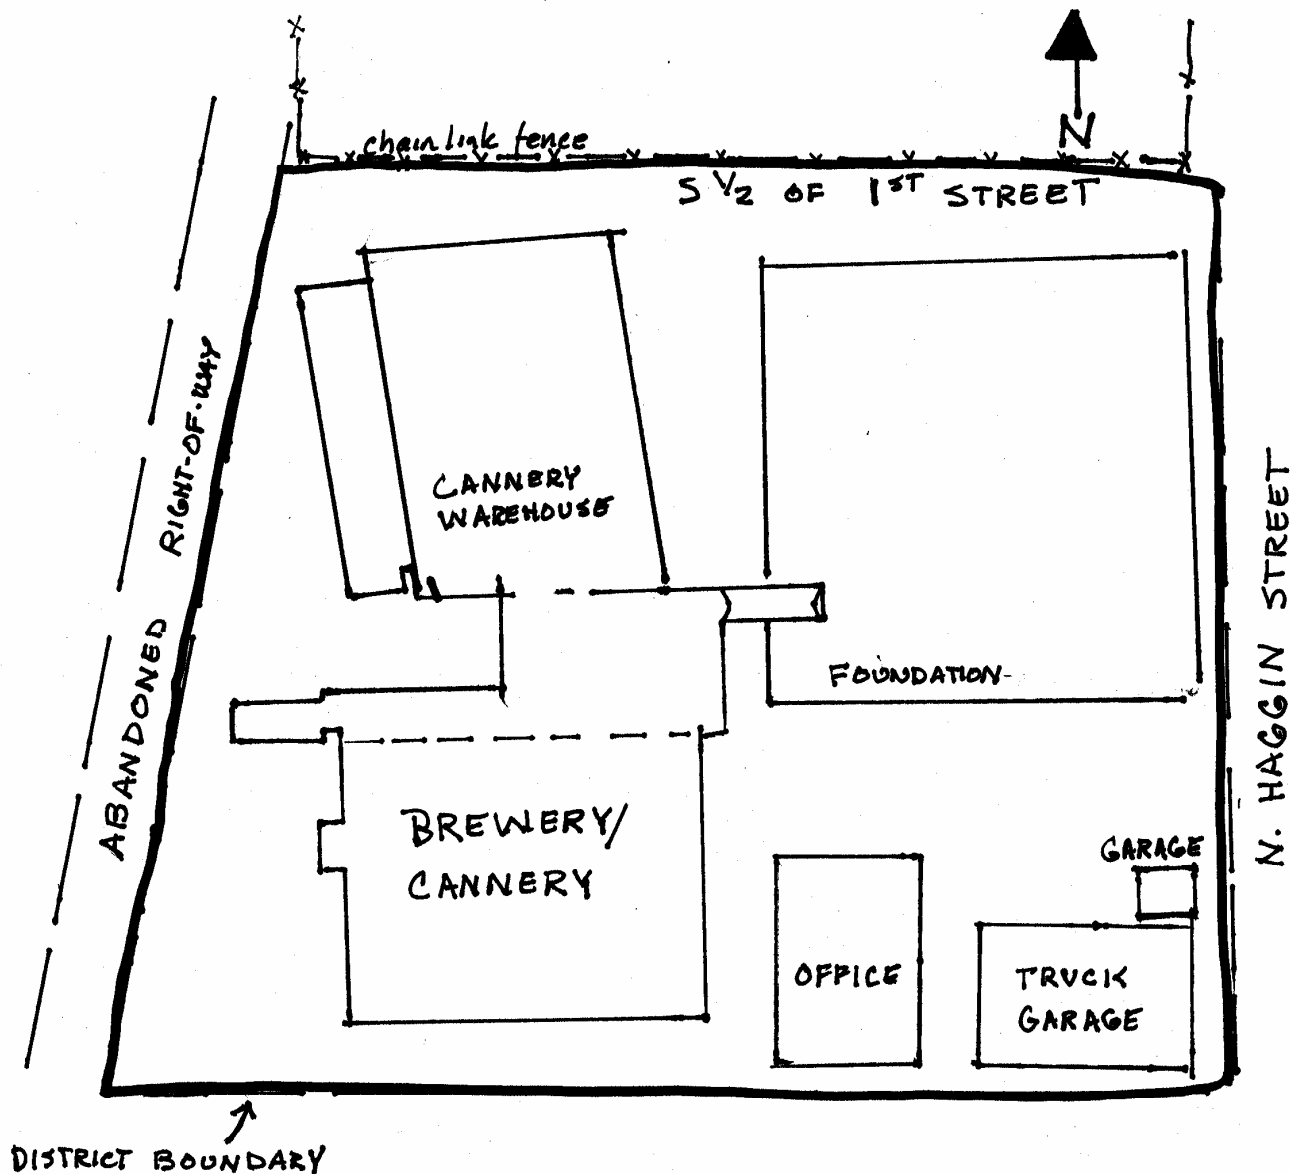 N
chain link fence
S 1/2 OF 1ST STREET
ABANDONED RIGHT-OF-WAY
CANNERY
WAREHOUSE
N. HAGGIN STREET
FOUNDATION
BREWERY/
CANNERY
GARAGE
OFFICE
TRUCK
GARAGE
DISTRICT BOUNDARY